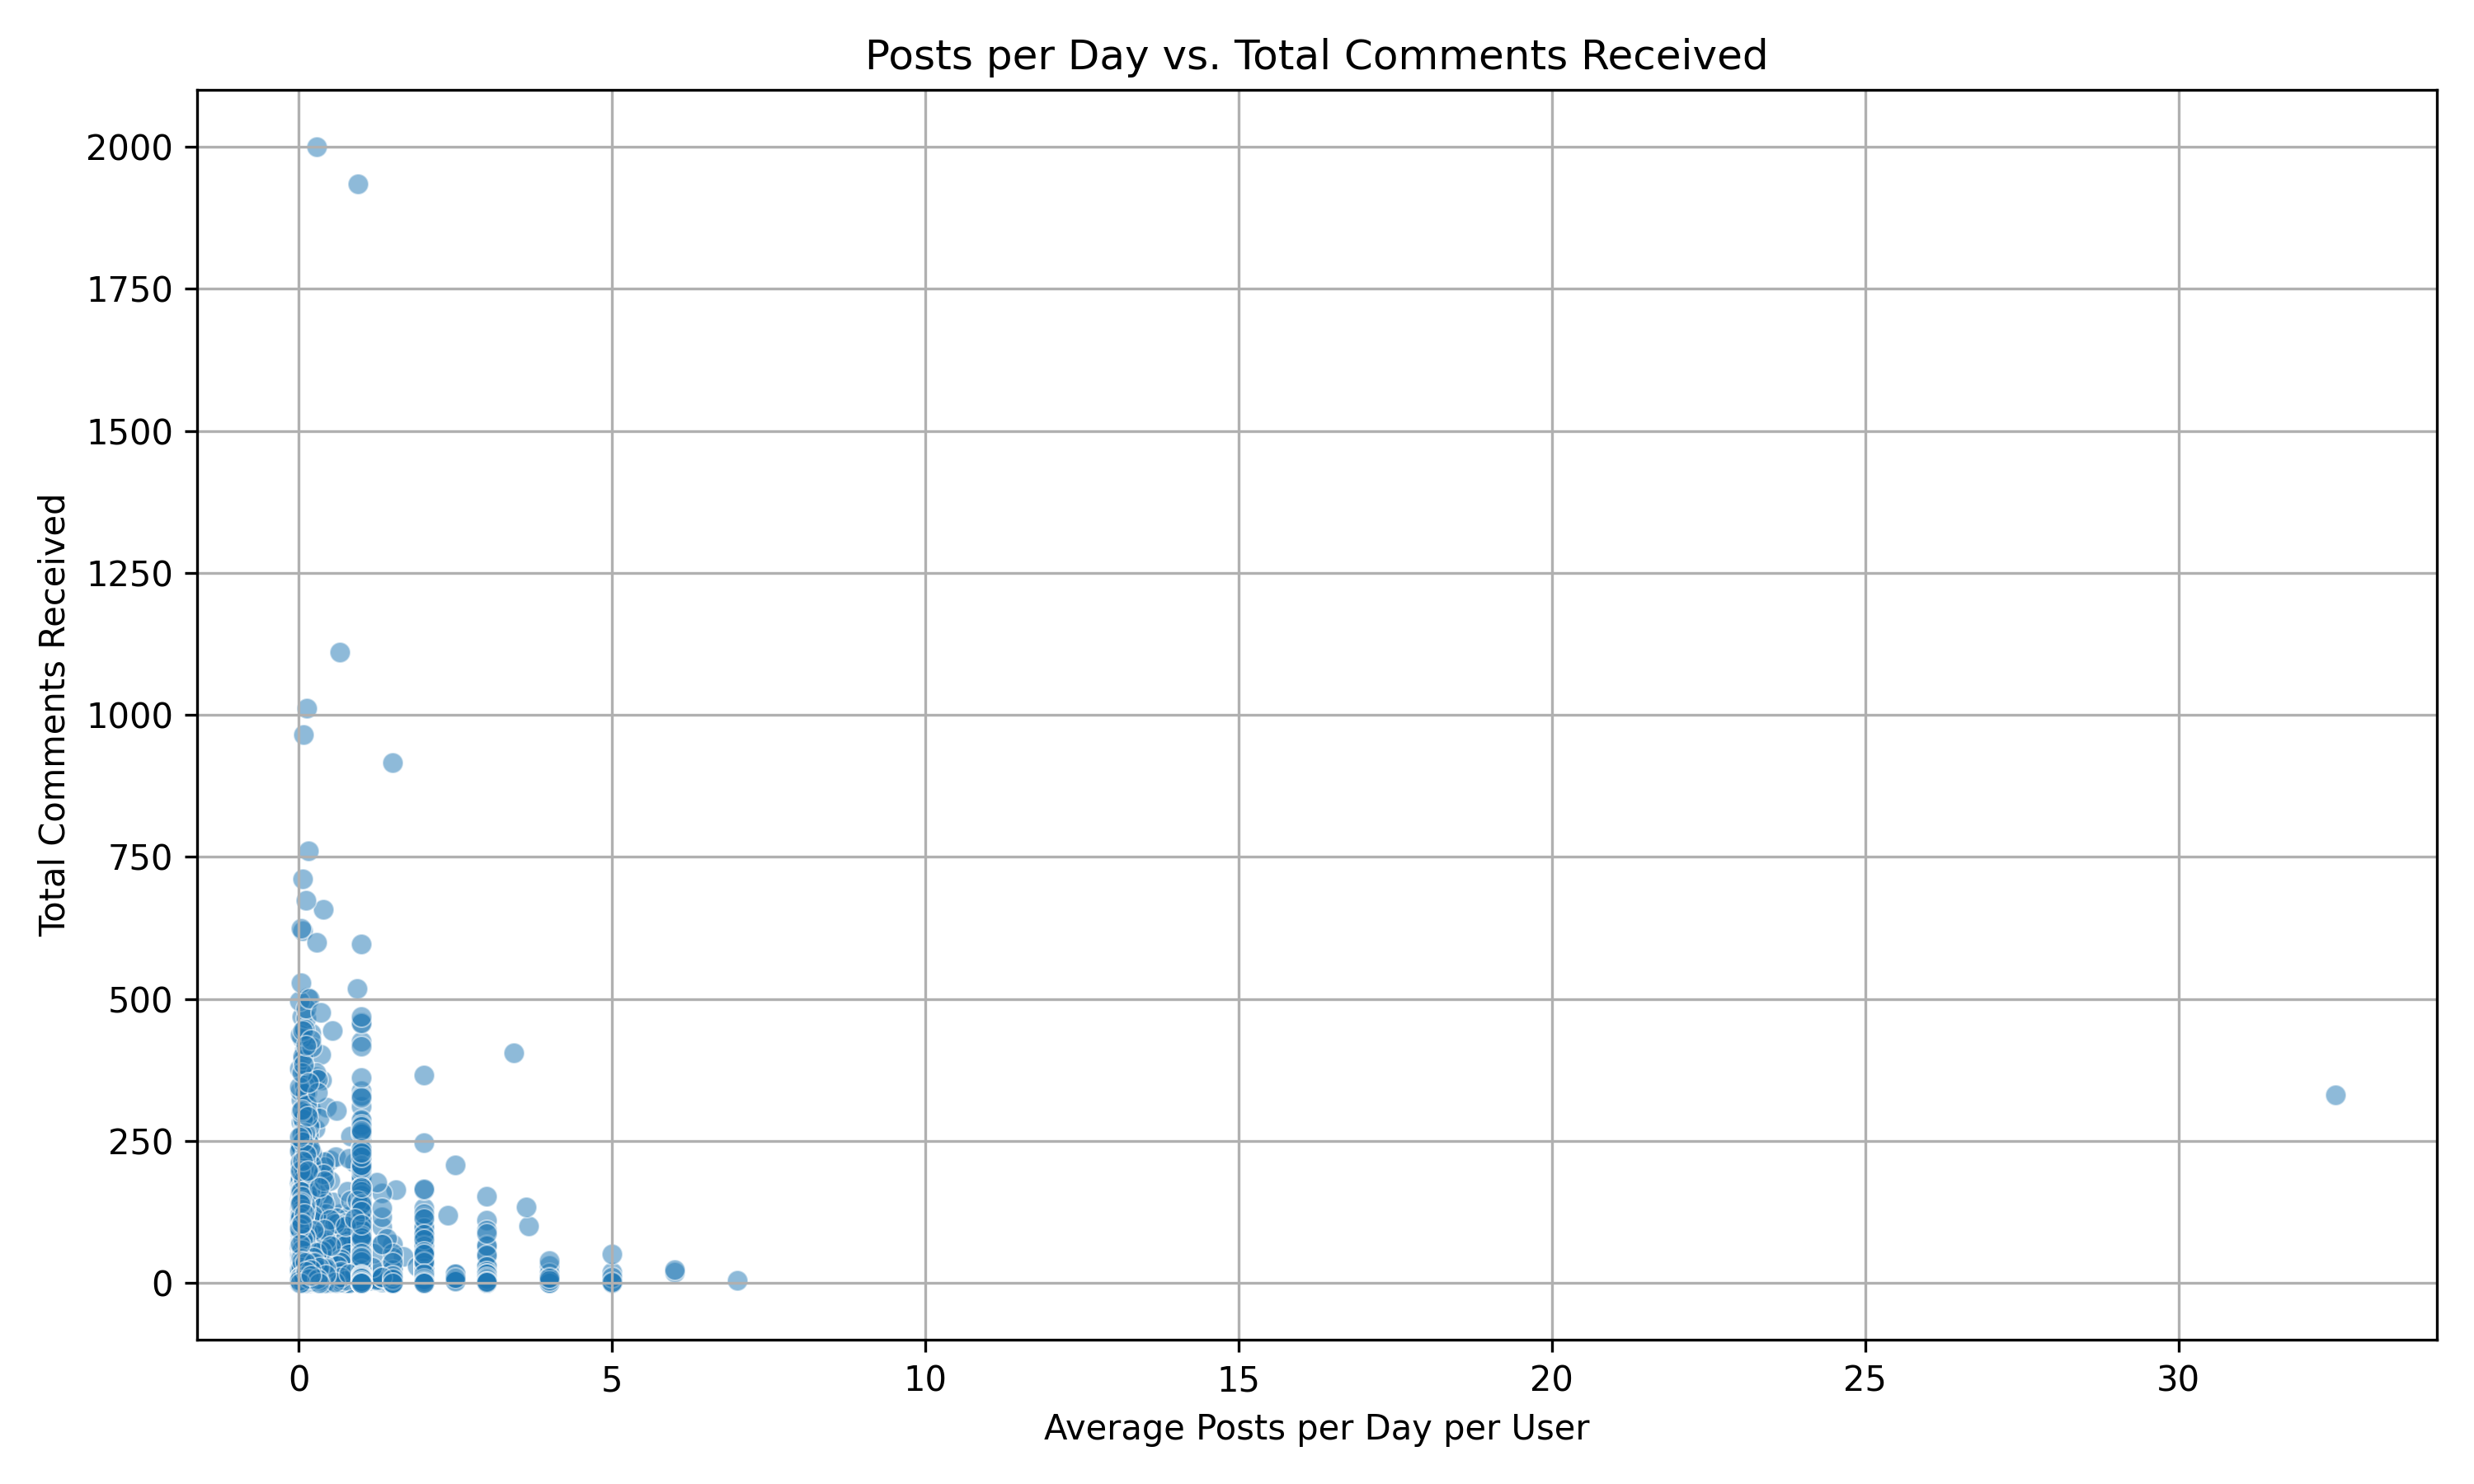 Posts per Day vs. Total Comments Received
Total Comments Received
2000
1750
1500
1250
1000
750
500
250
0
0 5 10 15 20 25 30
Average Posts per Day per User